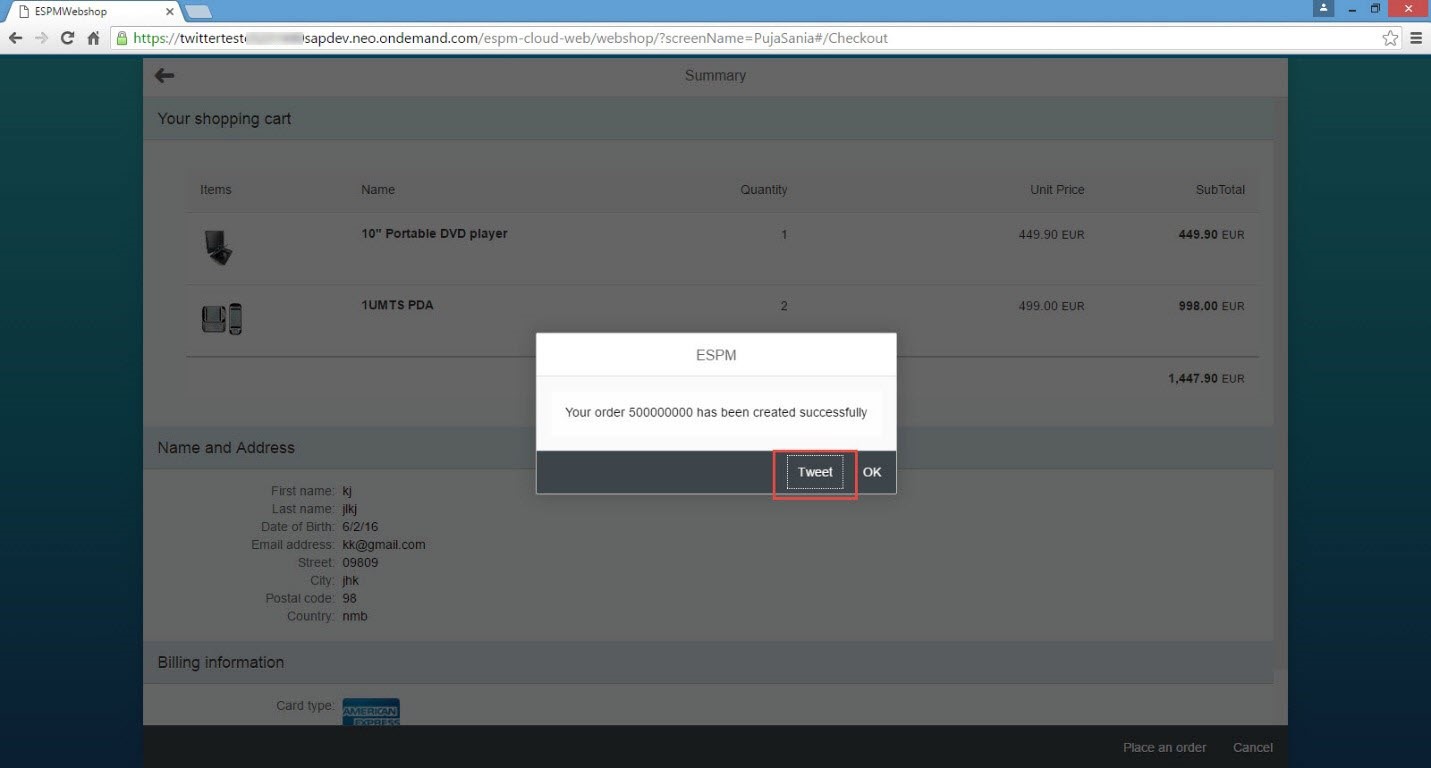 ESPMWebshop
https://twittertest sapdev.neo.ondemand.com/espm-cloud-web/webshop/?screenName=PujaSania#/Checkout
Summary
Your shopping cart
Items Name Quantity Unit Price SubTotal
10" Portable DVD player 1 449.90 EUR 449.90 EUR
1UMTS PDA 2 499.00 EUR 998.00 EUR
1,447.90 EUR
ESPM
Your order 500000000 has been created successfully
Tweet OK
Name and Address
First name: kj
Last name: jlkj
Date of Birth: 6/2/16
Email address: kk@gmail.com
Street: 09809
City: jhk
Postal code: 98
Country: nmb
Billing information
Card type: AMERICAN
EXPRESS
Place an order Cancel